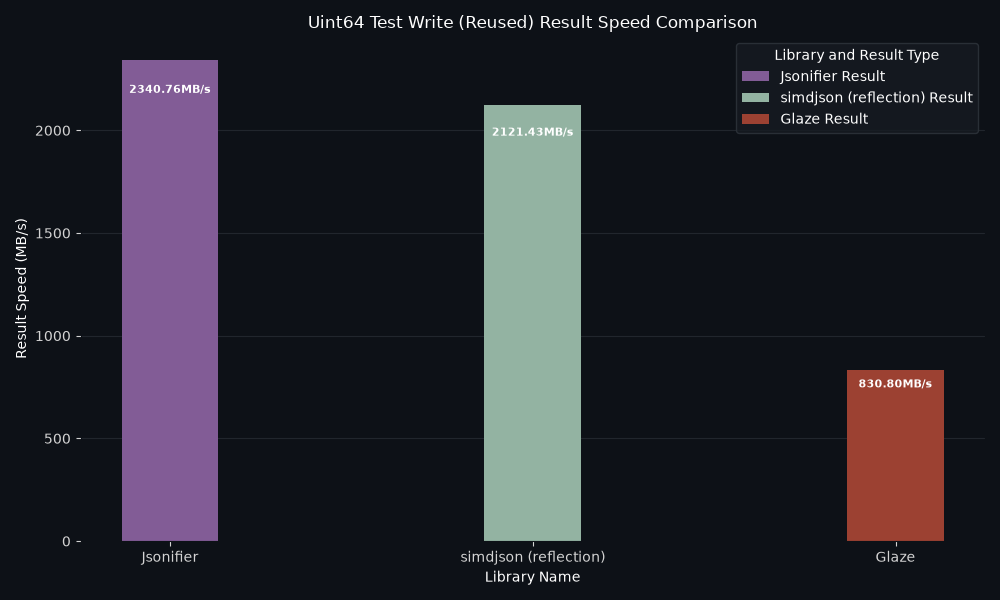 Uint64 Test Write (Reused) Result Speed Comparison
Library and Result Type
Jsonifier Result
simdjson (reflection) Result
Glaze Result
2340.76MB/s
2121.43MB/s
830.80MB/s
Result Speed (MB/s)
2000
1500
1000
500
0
Jsonifier
simdjson (reflection)
Glaze
Library Name